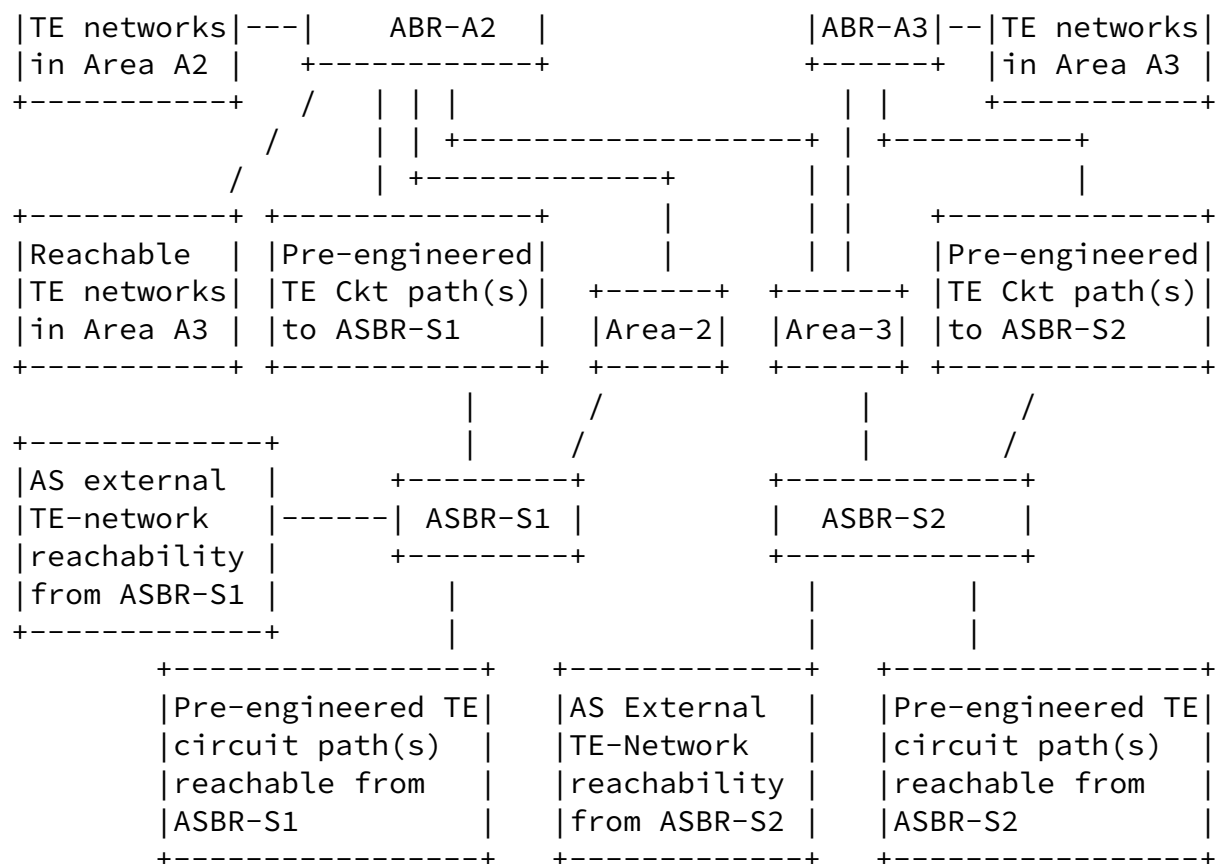 |TE networks|---|    ABR-A2  |              |ABR-A3|--|TE networks|
|in Area A2 |   +------------+              +------+  |in Area A3 |
+-----------+   /   | | |                     | |     +-----------+
              /     | | +-------------------+ | +----------+
            /       | +-------------+       | |            |
+-----------+ +--------------+      |       | |    +--------------+
|Reachable  | |Pre-engineered|      |       | |    |Pre-engineered|
|TE networks| |TE Ckt path(s)|  +------+  +------+ |TE Ckt path(s)|
|in Area A3 | |to ASBR-S1    |  |Area-2|  |Area-3| |to ASBR-S2    |
+-----------+ +--------------+  +------+  +------+ +--------------+
                         |      /              |        /
+-------------+          |     /               |       /
|AS external  |      +---------+          +-------------+
|TE-network   |------| ASBR-S1 |          |  ASBR-S2    |
|reachability |      +---------+          +-------------+
|from ASBR-S1 |         |                   |        |
+-------------+         |                   |        |
        +-----------------+   +-------------+   +-----------------+
        |Pre-engineered TE|   |AS External  |   |Pre-engineered TE|
        |circuit path(s)  |   |TE-Network   |   |circuit path(s)  |
        |reachable from   |   |reachability |   |reachable from   |
        |ASBR-S1          |   |from ASBR-S2 |   |ASBR-S2          |
        +-----------------+   +-------------+   +-----------------+